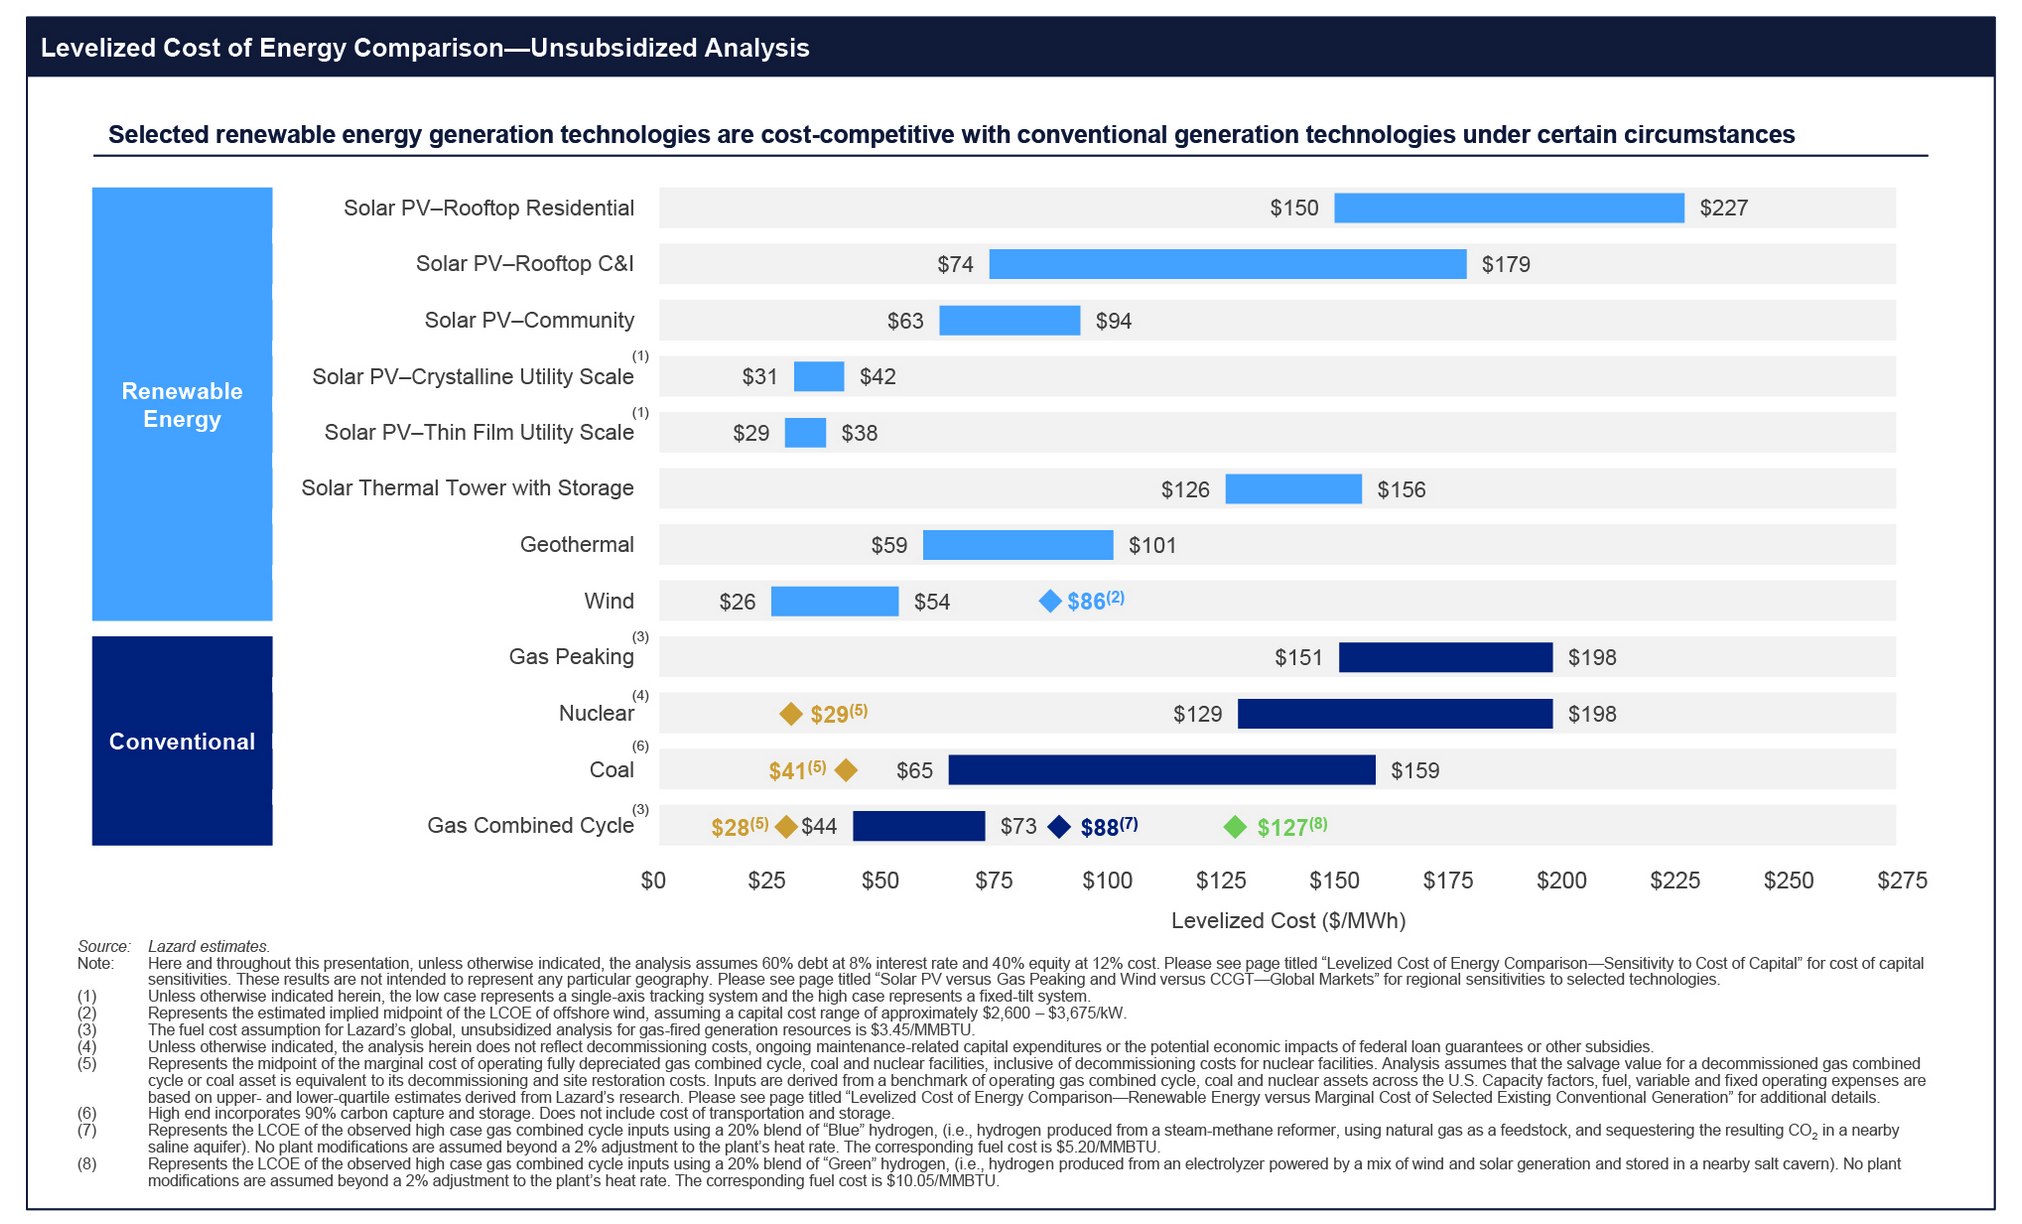 Levelized Cost of Energy Comparison—Unsubsidized Analysis
Selected renewable energy generation technologies are cost-competitive with conventional generation technologies under certain circumstances
Renewable
Energy
Solar PV–Rooftop Residential $150 $227
Solar PV–Rooftop C&I $74 $179
Solar PV–Community $63 $94
Solar PV–Crystalline Utility Scale(1) $31 $42
Solar PV–Thin Film Utility Scale(1) $29 $38
Solar Thermal Tower with Storage $126 $156
Geothermal $59 $101
Wind $26 $54 $86(2)
Conventional
Gas Peaking(3) $151 $198
Nuclear(4) $29(5) $129 $198
Coal(6) $41(5) $65 $159
Gas Combined Cycle(3) $28(5) $44 $73 $88(7) $127(8)
$0 $25 $50 $75 $100 $125 $150 $175 $200 $225 $250 $275
Levelized Cost ($/MWh)
Source: Lazard estimates.
Note: Here and throughout this presentation, unless otherwise indicated, the analysis assumes 60% debt at 8% interest rate and 40% equity at 12% cost. Please see page titled “Levelized Cost of Energy Comparison—Sensitivity to Cost of Capital” for cost of capital
sensitivities. These results are not intended to represent any particular geography. Please see page titled “Solar PV versus Gas Peaking and Wind versus CCGT—Global Markets” for regional sensitivities to selected technologies.
(1) Unless otherwise indicated herein, the low case represents a single-axis tracking system and the high case represents a fixed-tilt system.
(2) Represents the estimated implied midpoint of the LCOE of offshore wind, assuming a capital cost range of approximately $2,600 – $3,675/kW.
(3) The fuel cost assumption for Lazard’s global, unsubsidized analysis for gas-fired generation resources is $3.45/MMBTU.
(4) Unless otherwise indicated, the analysis herein does not reflect decommissioning costs, ongoing maintenance-related capital expenditures or the potential economic impacts of federal loan guarantees or other subsidies.
(5) Represents the midpoint of the marginal cost of operating fully depreciated gas combined cycle, coal and nuclear facilities, inclusive of decommissioning costs for nuclear facilities. Analysis assumes that the salvage value for a decommissioned gas combined
cycle or coal asset is equivalent to its decommissioning and site restoration costs. Inputs are derived from a benchmark of operating gas combined cycle, coal and nuclear assets across the U.S. Capacity factors, fuel, variable and fixed operating expenses are
based on upper- and lower-quartile estimates derived from Lazard’s research. Please see page titled “Levelized Cost of Energy Comparison—Renewable Energy versus Marginal Cost of Selected Existing Conventional Generation” for additional details.
(6) High end incorporates 90% carbon capture and storage. Does not include cost of transportation and storage.
(7) Represents the LCOE of the observed high case gas combined cycle inputs using a 20% blend of “Blue” hydrogen, (i.e., hydrogen produced from a steam-methane reformer, using natural gas as a feedstock, and sequestering the resulting CO2 in a nearby
saline aquifer). No plant modifications are assumed beyond a 2% adjustment to the plant’s heat rate. The corresponding fuel cost is $5.20/MMBTU.
(8) Represents the LCOE of the observed high case gas combined cycle inputs using a 20% blend of “Green” hydrogen, (i.e., hydrogen produced from an electrolyzer powered by a mix of wind and solar generation and stored in a nearby salt cavern). No plant
modifications are assumed beyond a 2% adjustment to the plant’s heat rate. The corresponding fuel cost is $10.05/MMBTU.